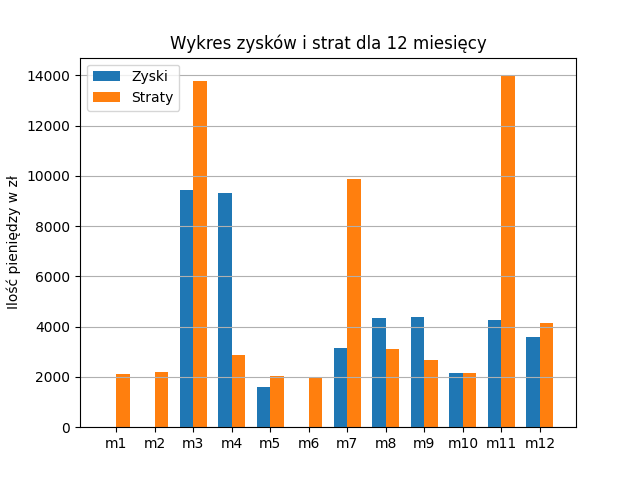 Wykres zysków i strat dla 12 miesięcy
Zyski
Straty
Ilość pieniędzy w zł
14000
12000
10000
8000
6000
4000
2000
0
m1 m2 m3 m4 m5 m6 m7 m8 m9 m10 m11 m12